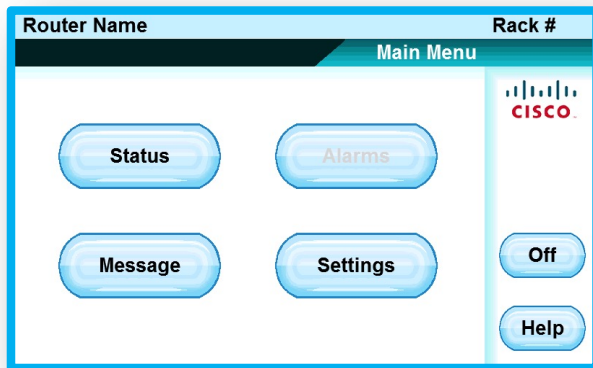 Router Name Rack #
Main Menu
CISCO
Status Alarms
Message Settings
Off
Help